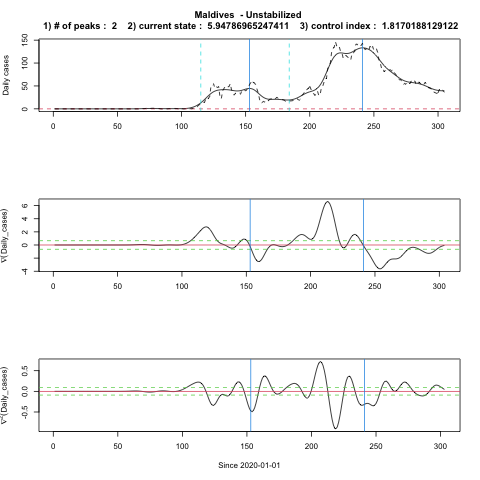 Maldives - Unstabilized
1) # of peaks : 2 2) current state : 5.94786965247411 3) control index : 1.8170188129122
Daily cases
150
100
50
0
0 50 100 150 200 250 300
∇(Daily_cases)
6
4
2
0
-4
0 50 100 150 200 250 300
∇²(Daily_cases)
0.5
0.0
-0.5
0 50 100 150 200 250 300
Since 2020-01-01